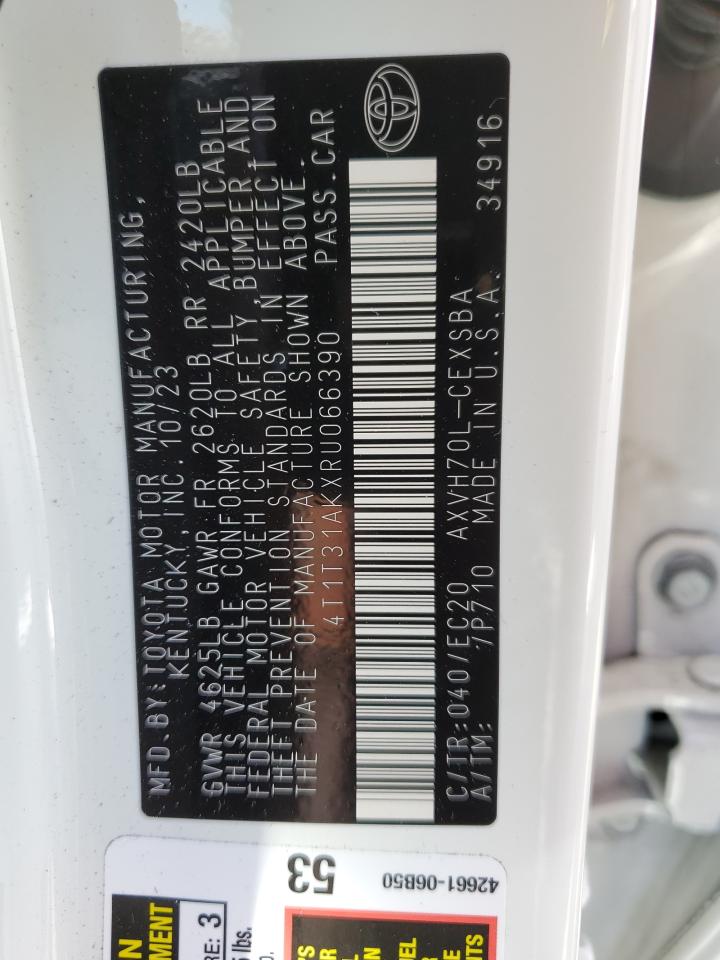 MFD.BY:TOYOTA MOTOR MANUFACTURING,
KENTUCKY, INC. 10/23
GVWR 4625LB GAWR FR 2620LB RR 2420LB
THIS VEHICLE CONFORMS TO ALL APPLICABLE
FEDERAL MOTOR VEHICLE SAFETY,BUMPER,AND
THEFT PREVENTION STANDARDS IN EFFECT ON
THE DATE OF MANUFACTURE SHOWN ABOVE.
4T1T31AKXRU066390 PASS.CAR
C/TR:040/EC20 AXVH70L-CEXSBA
A/TM: 7P710 MADE IN U.S.A. 34916
53
42661-06B50